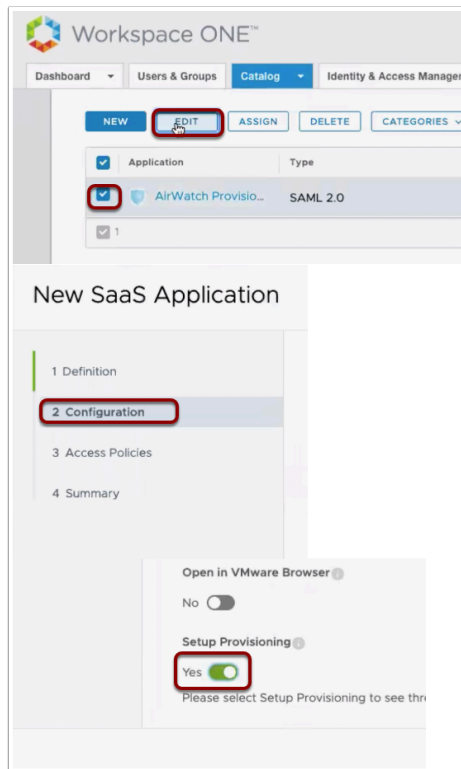 Workspace ONE™
Dashboard Users & Groups Catalog Identity & Access Manager
NEW EDIT ASSIGN DELETE CATEGORIES
Application Type
AirWatch Provisio... SAML 2.0
1
New SaaS Application
1 Definition
2 Configuration
3 Access Policies
4 Summary
Open in VMware Browser
No
Setup Provisioning
Yes
Please select Setup Provisioning to see thre